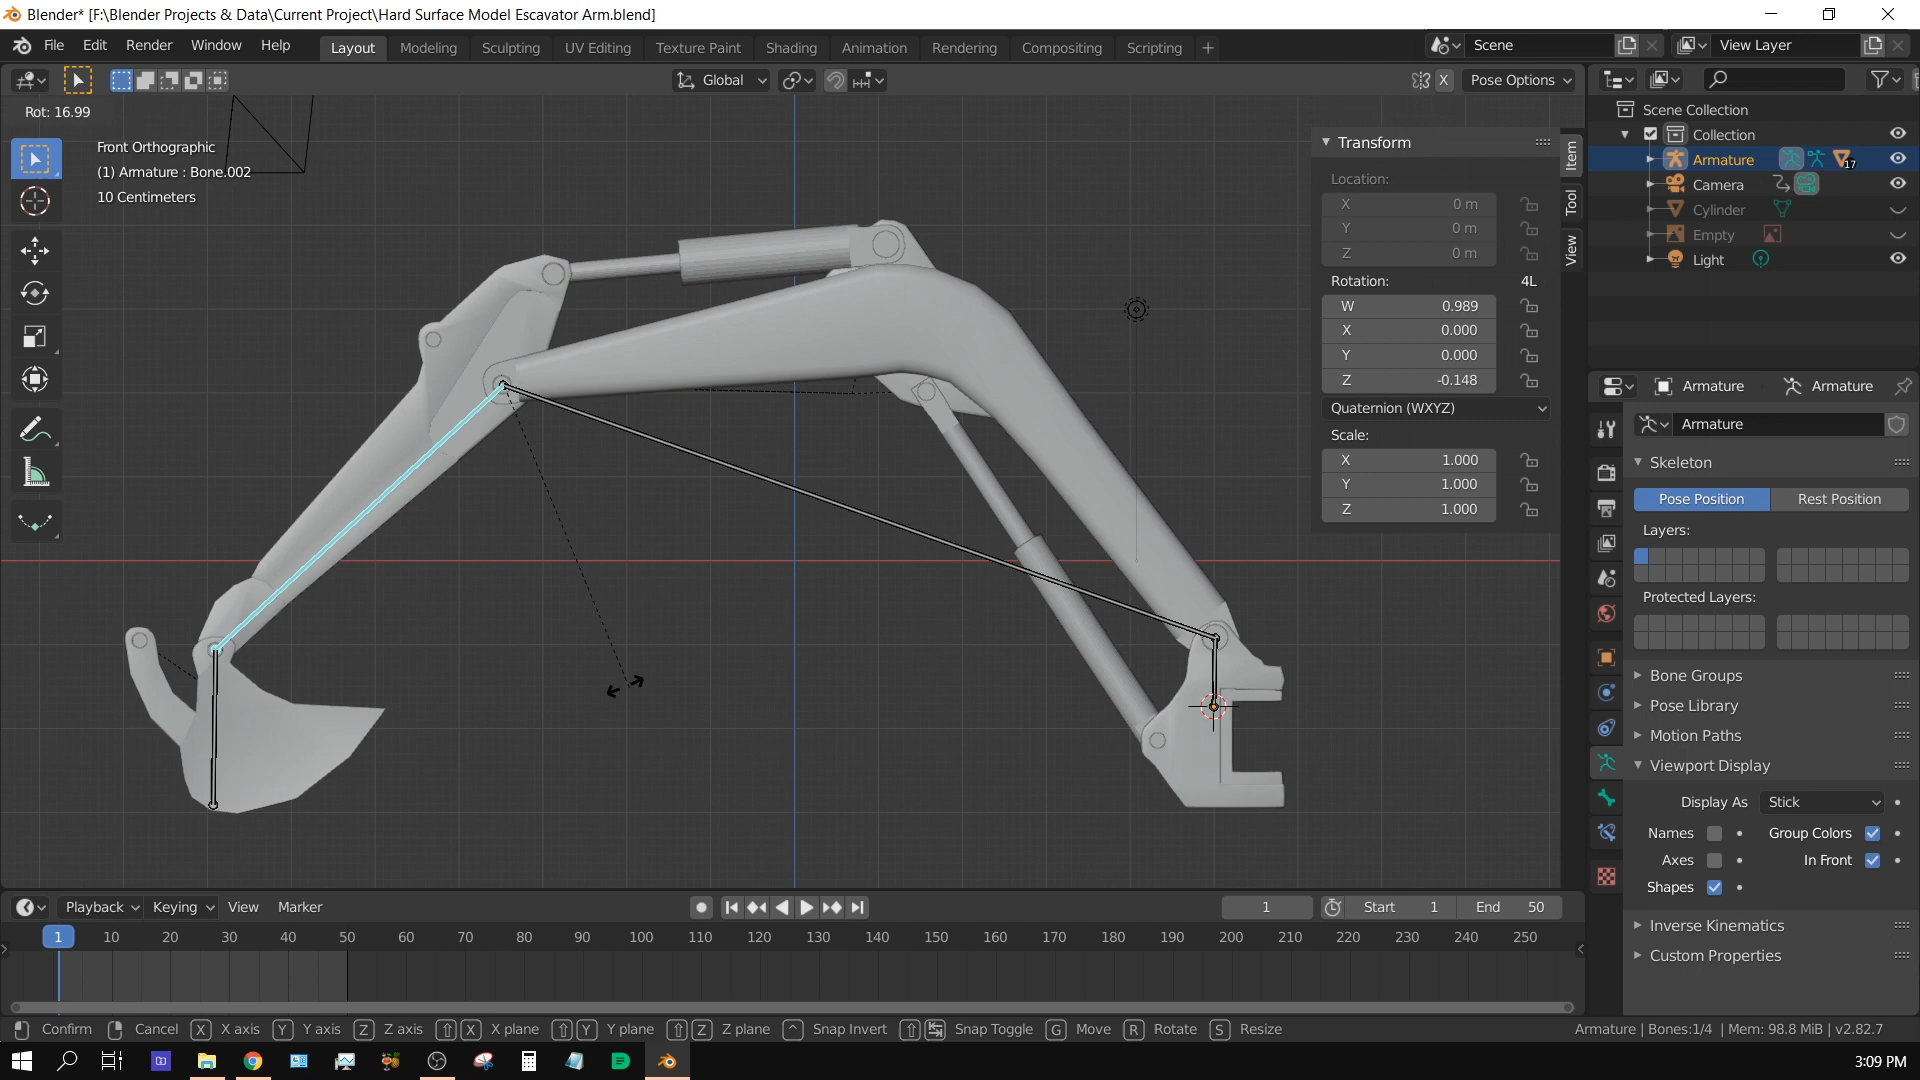 Blender* [F:\Blender Projects & Data\Current Project\Hard Surface Model Escavator Arm.blend]
File Edit Render Window Help Layout Modeling Sculpting UV Editing Texture Paint Shading Animation Rendering Compositing Scripting + Scene View Layer
Global X Pose Options
Rot: 16.99
Front Orthographic
(1) Armature : Bone.002
10 Centimeters
Transform
Location:
X 0 m
Y 0 m
Z 0 m
Rotation: 4L
W 0.989
X 0.000
Y 0.000
Z -0.148
Quaternion (WXYZ)
Scale:
X 1.000
Y 1.000
Z 1.000
Item
Tool
View
Scene Collection
Collection
Armature 17
Camera
Cylinder
Empty
Light
Armature Armature
Armature
Skeleton
Pose Position Rest Position
Layers:
Protected Layers:
Bone Groups
Pose Library
Motion Paths
Viewport Display
Display As Stick
Names Group Colors
Axes In Front
Shapes
Inverse Kinematics
Custom Properties
Playback Keying View Marker 1 Start 1 End 50
1 10 20 30 40 50 60 70 80 90 100 110 120 130 140 150 160 170 180 190 200 210 220 230 240 250
Confirm Cancel X X axis Y Y axis Z Z axis X X plane Y Y plane Z Z plane ^ Snap Invert Snap Toggle G Move R Rotate S Resize Armature | Bones:1/4 | Mem: 98.8 MiB | v2.82.7
3:09 PM